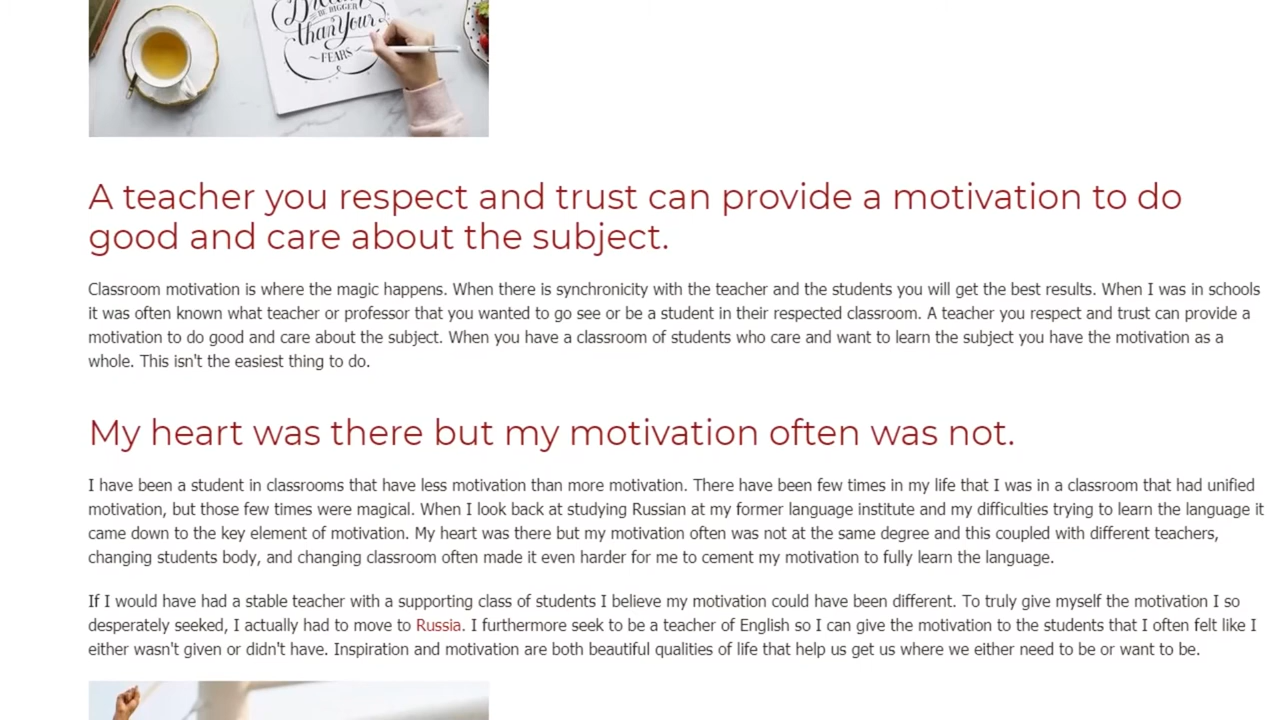 BE BIGGER
than Your
~FEARS~
A teacher you respect and trust can provide a motivation to do
good and care about the subject.
Classroom motivation is where the magic happens. When there is synchronicity with the teacher and the students you will get the best results. When I was in schools
it was often known what teacher or professor that you wanted to go see or be a student in their respected classroom. A teacher you respect and trust can provide a
motivation to do good and care about the subject. When you have a classroom of students who care and want to learn the subject you have the motivation as a
whole. This isn't the easiest thing to do.
My heart was there but my motivation often was not.
I have been a student in classrooms that have less motivation than more motivation. There have been few times in my life that I was in a classroom that had unified
motivation, but those few times were magical. When I look back at studying Russian at my former language institute and my difficulties trying to learn the language it
came down to the key element of motivation. My heart was there but my motivation often was not at the same degree and this coupled with different teachers,
changing students body, and changing classroom often made it even harder for me to cement my motivation to fully learn the language.
If I would have had a stable teacher with a supporting class of students I believe my motivation could have been different. To truly give myself the motivation I so
desperately seeked, I actually had to move to Russia. I furthermore seek to be a teacher of English so I can give the motivation to the students that I often felt like I
either wasn't given or didn't have. Inspiration and motivation are both beautiful qualities of life that help us get us where we either need to be or want to be.